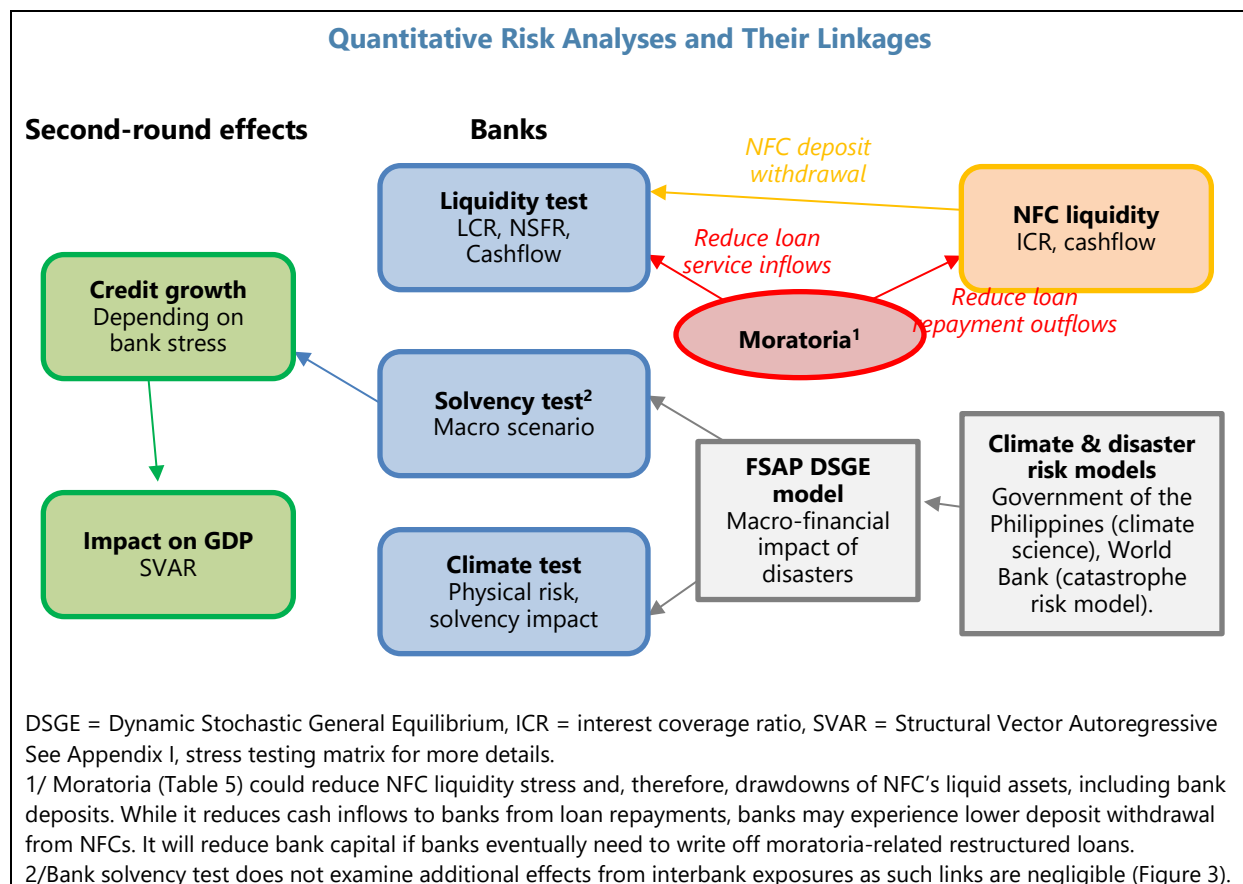 Quantitative Risk Analyses and Their Linkages
Second-round effects
Banks
NFC deposit
withdrawal
Liquidity test
LCR, NSFR,
Cashflow
NFC liquidity
ICR, cashflow
Reduce loan
service inflows
Credit growth
Depending on
bank stress
Reduce loan
repayment outflows
Moratoria¹
Solvency test²
Macro scenario
FSAP DSGE
model
Macro-financial
impact of
disasters
Climate & disaster
risk models
Government of the
Philippines (climate
science), World
Bank (catastrophe
risk model).
Impact on GDP
SVAR
Climate test
Physical risk,
solvency impact
DSGE = Dynamic Stochastic General Equilibrium, ICR = interest coverage ratio, SVAR = Structural Vector Autoregressive
See Appendix I, stress testing matrix for more details.
1/ Moratoria (Table 5) could reduce NFC liquidity stress and, therefore, drawdowns of NFC's liquid assets, including bank
deposits. While it reduces cash inflows to banks from loan repayments, banks may experience lower deposit withdrawal
from NFCs. It will reduce bank capital if banks eventually need to write off moratoria-related restructured loans.
2/Bank solvency test does not examine additional effects from interbank exposures as such links are negligible (Figure 3).